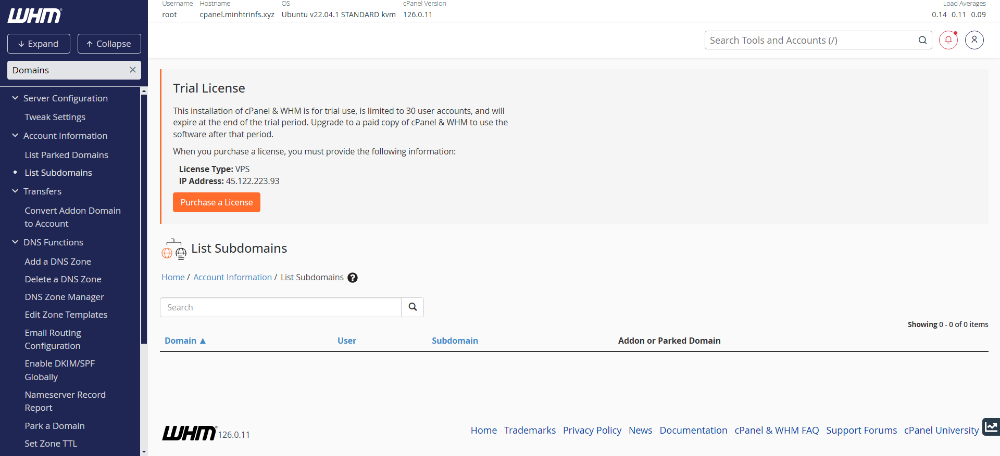 WHM
Expand
Collapse
Domains
Server Configuration
Tweak Settings
Account Information
List Parked Domains
List Subdomains
Transfers
Convert Addon Domain
to Account
DNS Functions
Add a DNS Zone
Delete a DNS Zone
DNS Zone Manager
Edit Zone Templates
Email Routing
Configuration
Enable DKIM/SPF
Globally
Nameserver Record
Report
Park a Domain
Set Zone TTL
Username Hostname OS cPanel Version Load Averages
root cpanel.minhtrinfs.xyz Ubuntu v22.04.1 STANDARD kvm 126.0.11 0.14 0.11 0.09
Search Tools and Accounts (/)
Trial License
This installation of cPanel & WHM is for trial use, is limited to 30 user accounts, and will
expire at the end of the trial period. Upgrade to a paid copy of cPanel & WHM to use the
software after that period.
When you purchase a license, you must provide the following information:
License Type: VPS
IP Address: 45.122.223.93
Purchase a License
List Subdomains
Home / Account Information / List Subdomains
Search
Showing 0 - 0 of 0 items
Domain ▲ User Subdomain Addon or Parked Domain
WHM 126.0.11
Home Trademarks Privacy Policy News Documentation cPanel & WHM FAQ Support Forums cPanel University